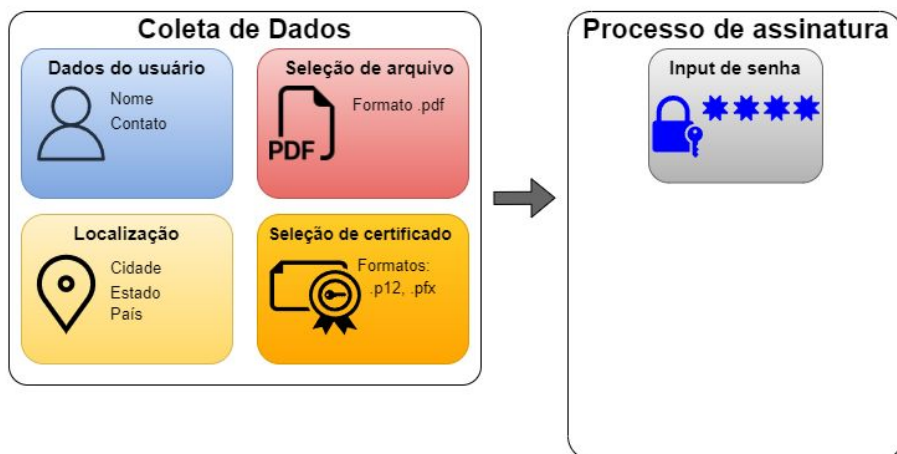 Coleta de Dados
Dados do usuário
Nome
Contato
Seleção de arquivo
Formato .pdf
PDF
Localização
Cidade
Estado
País
Seleção de certificado
Formatos:
.p12, .pfx
Processo de assinatura
Input de senha